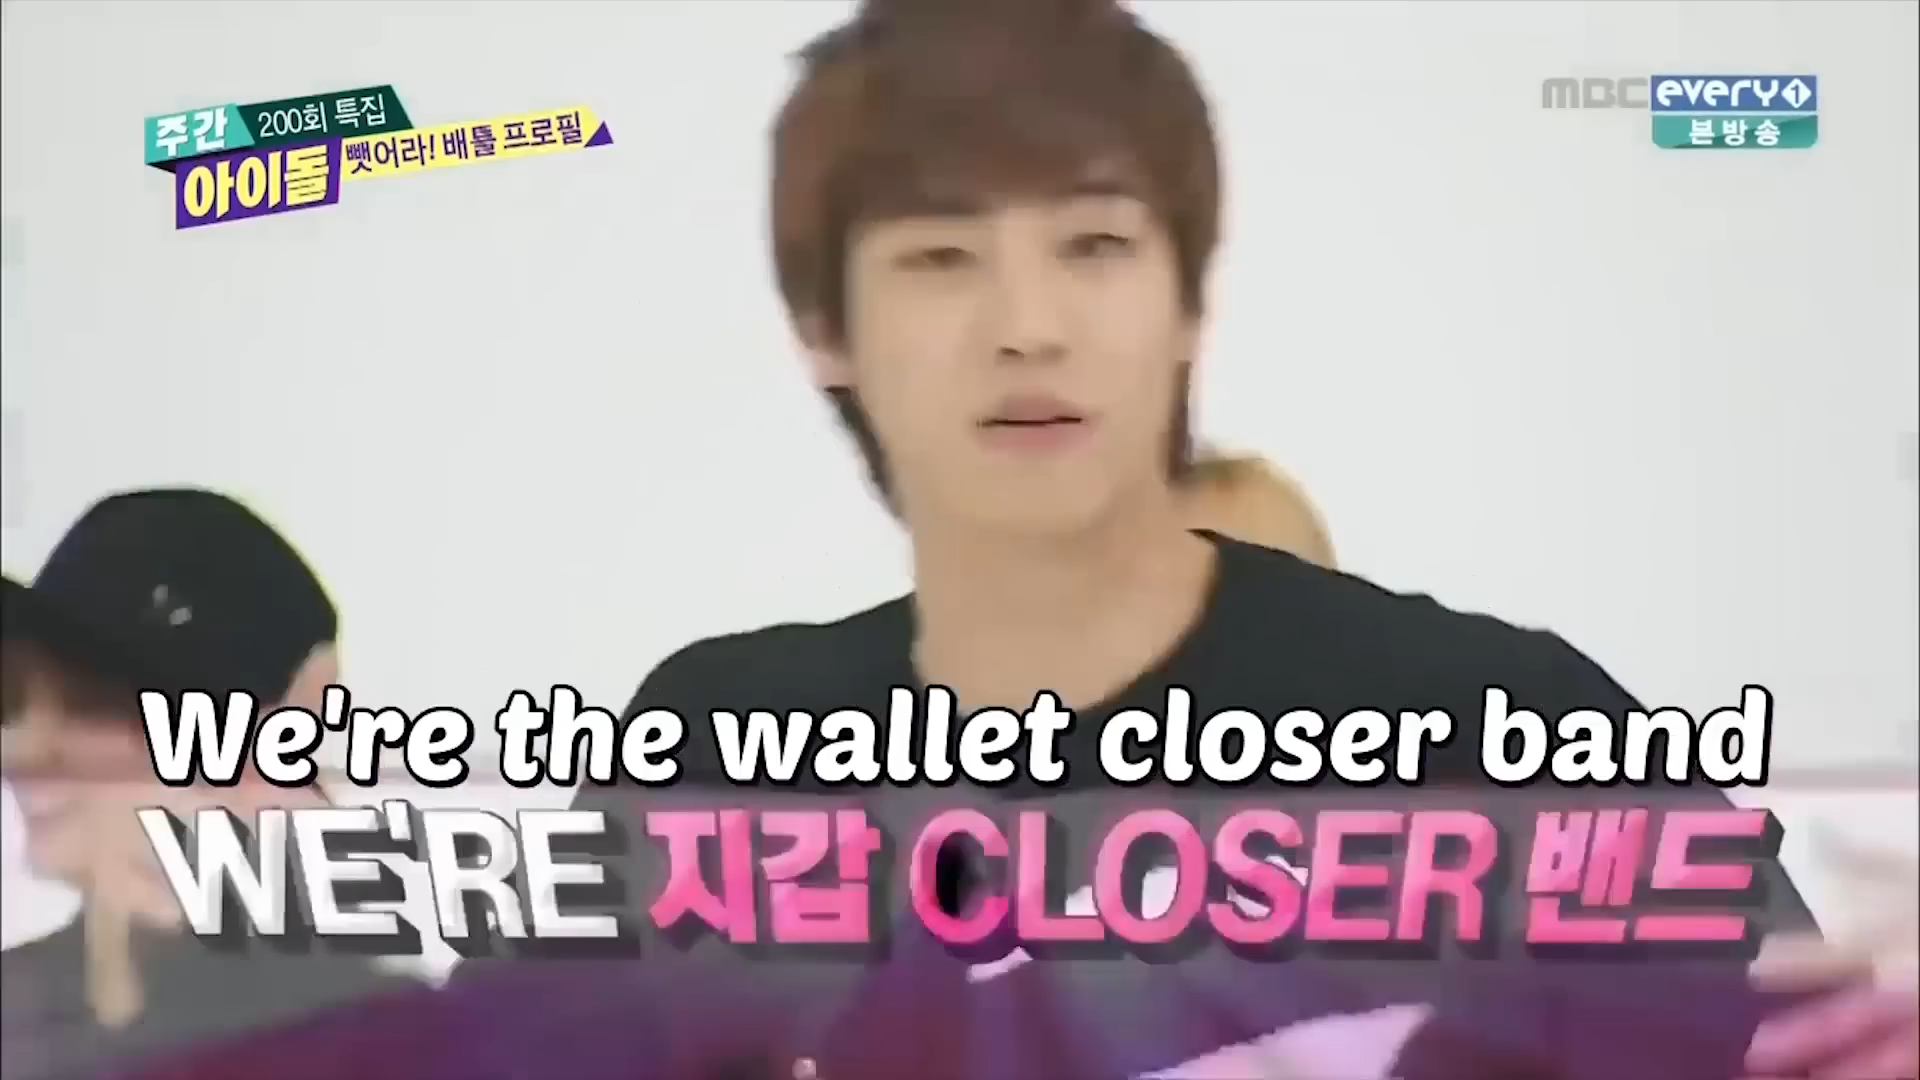 주간 200회 특집
아이돌 뺏어라! 배틀 프로필
MBC every1
본방송
We're the wallet closer band
WE'RE 지갑 CLOSER 밴드